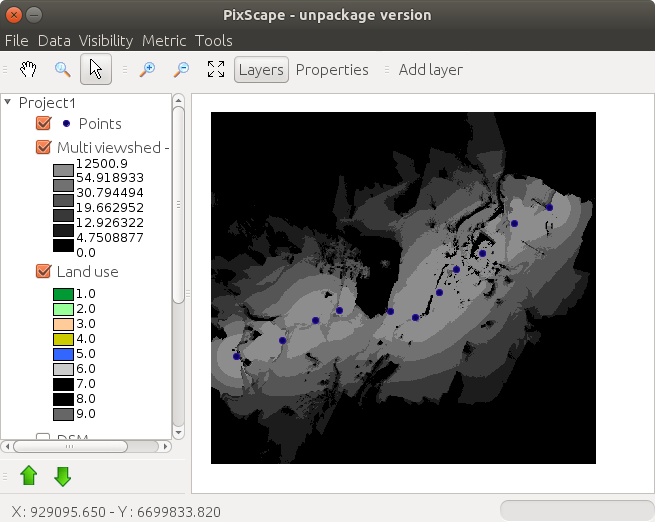 PixScape - unpackage version
File Data Visibility Metric Tools
Layers Properties Add layer
Project1
Points
Multi viewshed -
12500.9
54.918933
30.794494
19.662952
12.926322
4.7508877
0.0
Land use
1.0
2.0
3.0
4.0
5.0
6.0
7.0
8.0
9.0
DSM
X : 929095.650 - Y : 6699833.820